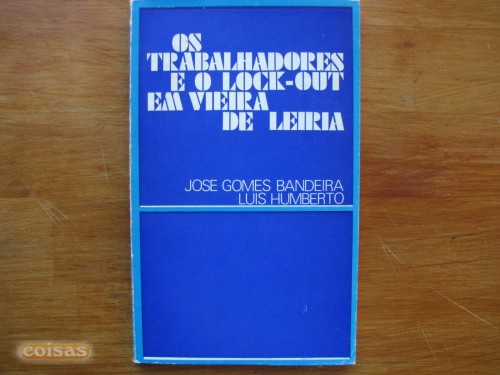 OS
TRABALHADORES
E O LOCK-OUT
EM VIEIRA
DE LEIRIA
JOSE GOMES BANDEIRA
LUIS HUMBERTO
coisas